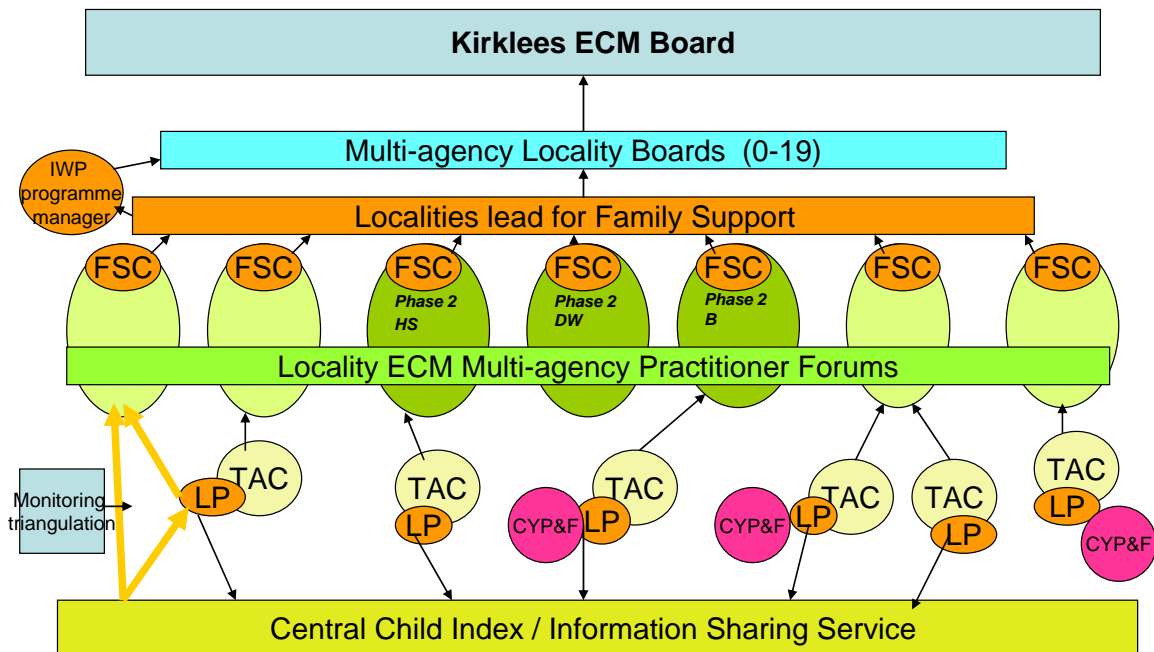 Kirklees ECM Board
Multi-agency Locality Boards (0-19)
IWP
programme
manager
Localities lead for Family Support
FSC
FSC
FSC
FSC
FSC
FSC
FSC
Phase 2
HS
Phase 2
DW
Phase 2
B
Locality ECM Multi-agency Practitioner Forums
Monitoring
triangulation
TAC
LP
TAC
LP
TAC
LP
CYP&F
TAC
LP
CYP&F
TAC
LP
TAC
LP
CYP&F
Central Child Index / Information Sharing Service